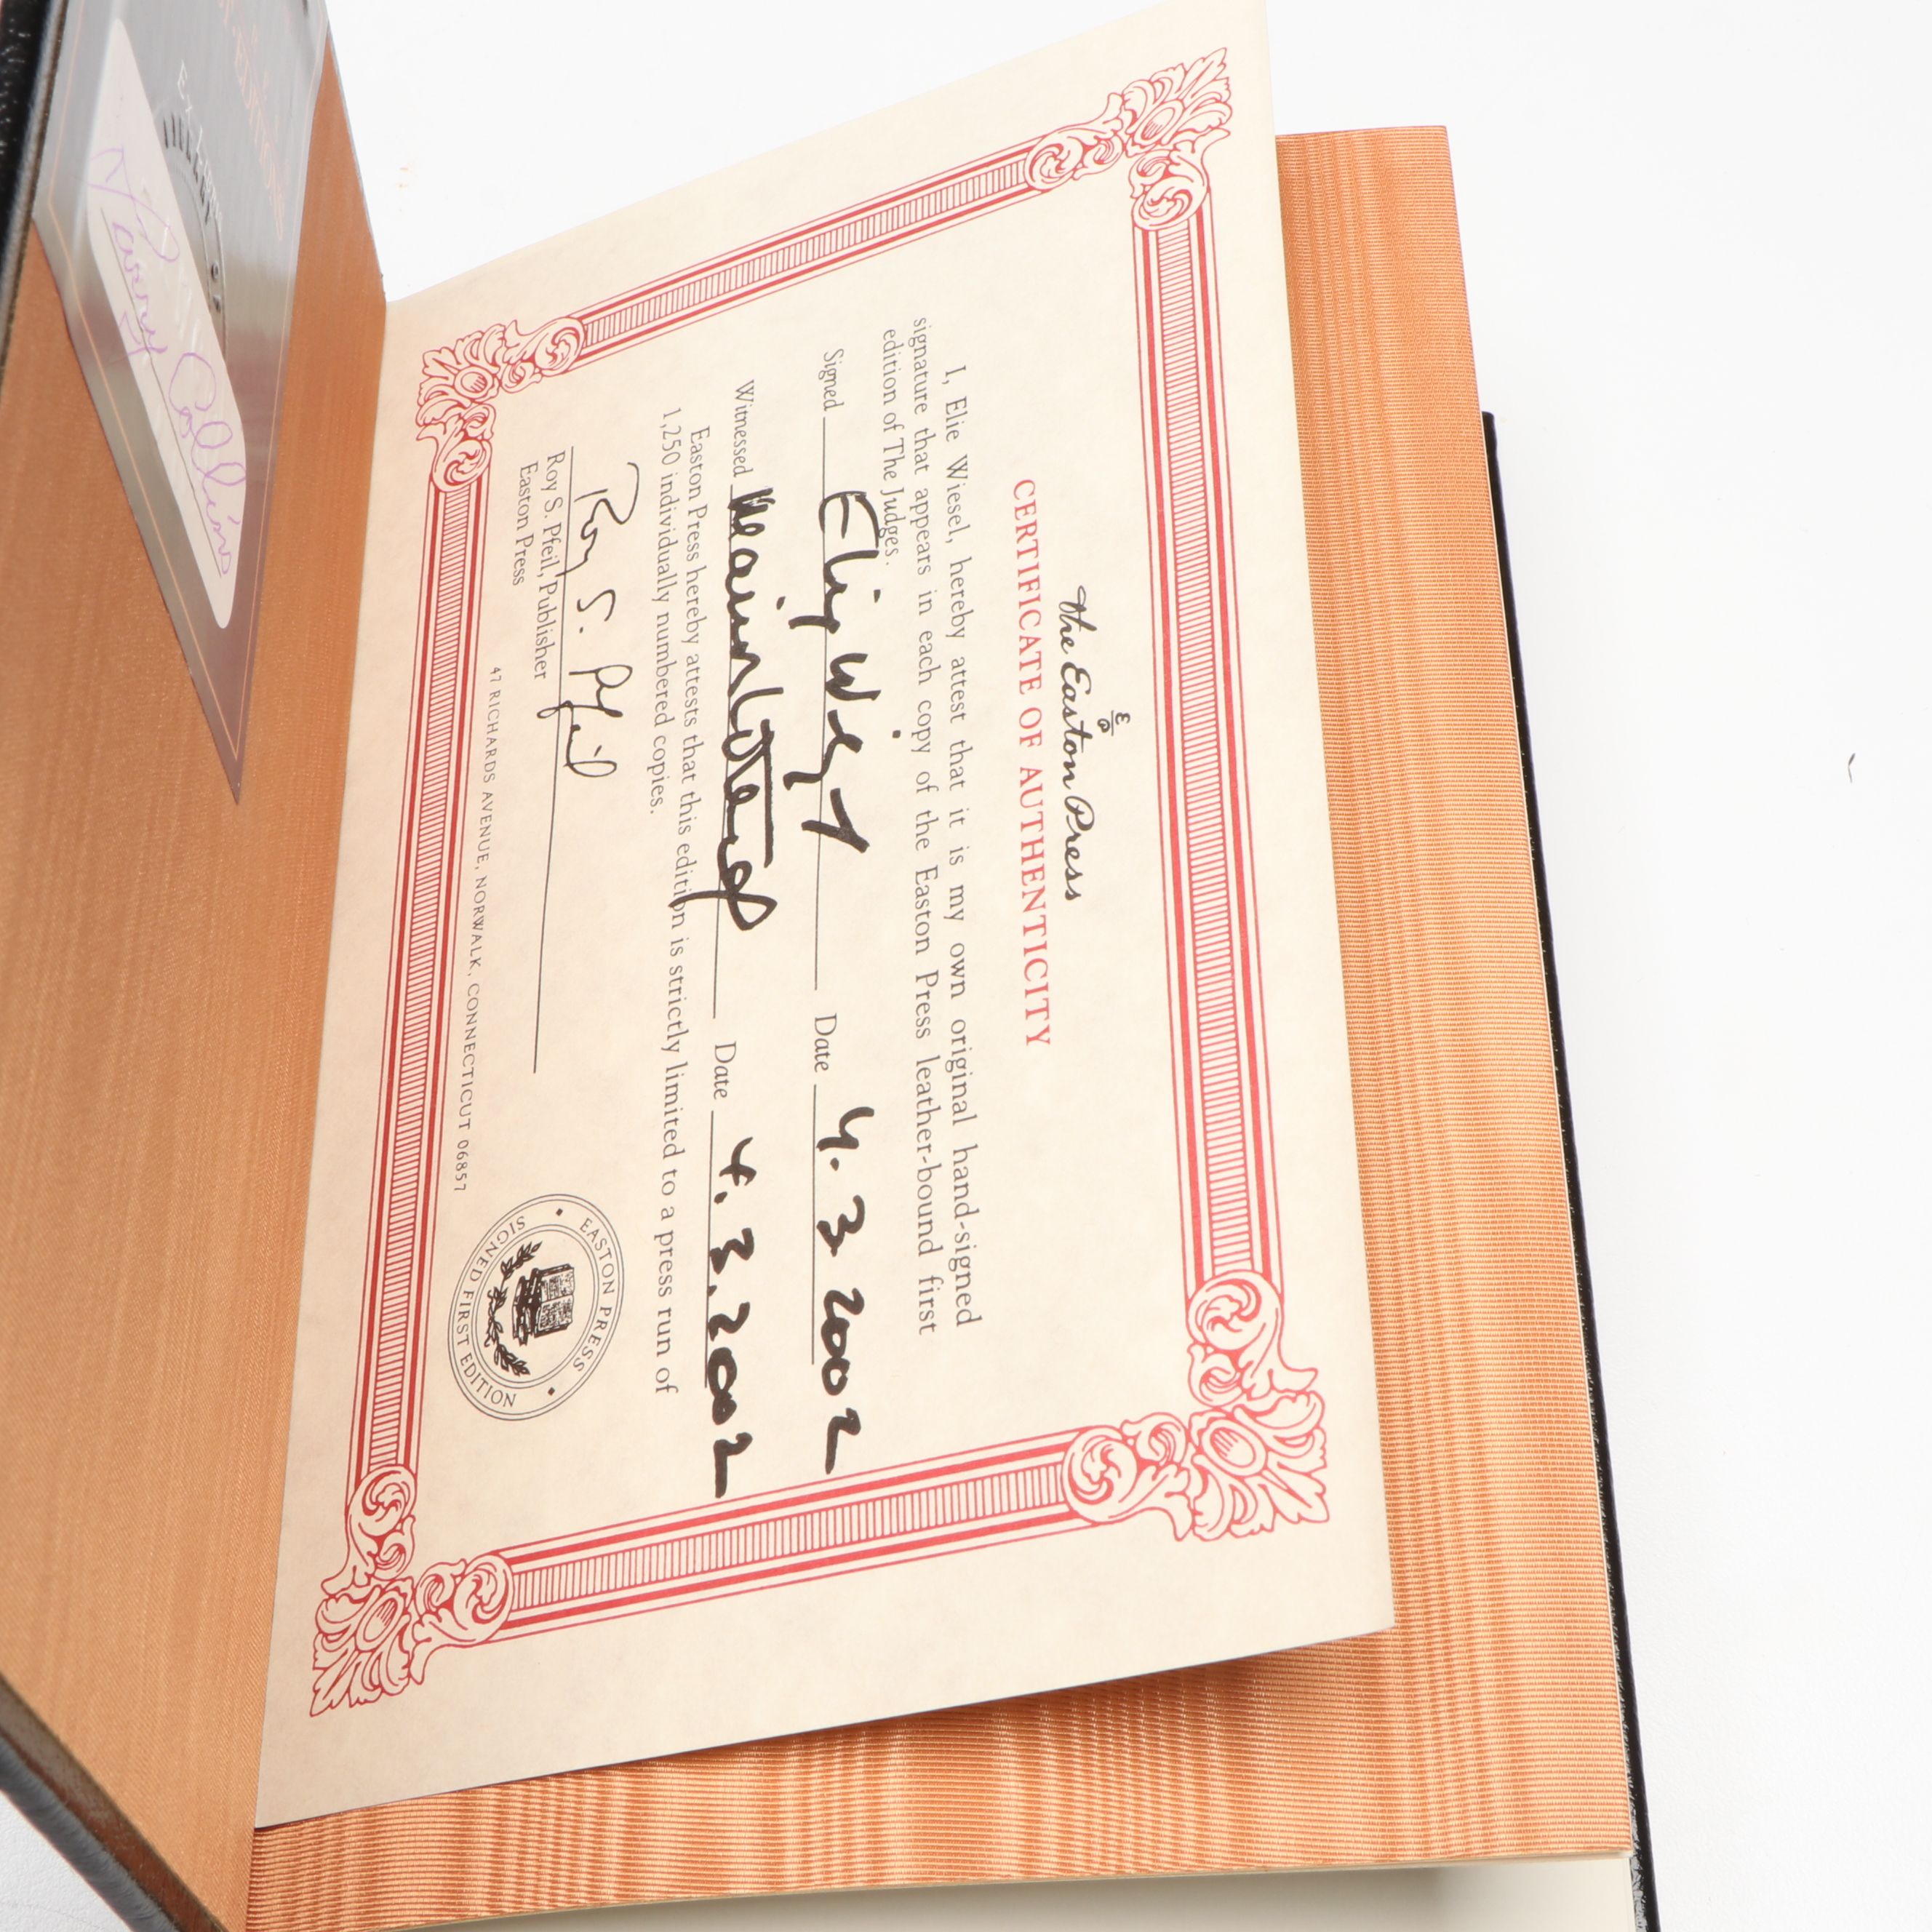 The Easton Press
CERTIFICATE OF AUTHENTICITY
I, Elie Wiesel, hereby attest that it is my own original hand-signed
signature that appears in each copy of the Easton Press leather-bound first
edition of The Judges.
Signed Elie Wiesel Date 4.3.2002
Witnessed Date 4.3.2002
Easton Press hereby attests that this edition is strictly limited to a press run of
1,250 individually numbered copies.
Roy S. Pfeil
Roy S. Pfeil, Publisher
Easton Press
47 RICHARDS AVENUE, NORWALK, CONNECTICUT 06857
EASTON PRESS
SIGNED FIRST EDITION
EX LIBRIS
Larry Collins